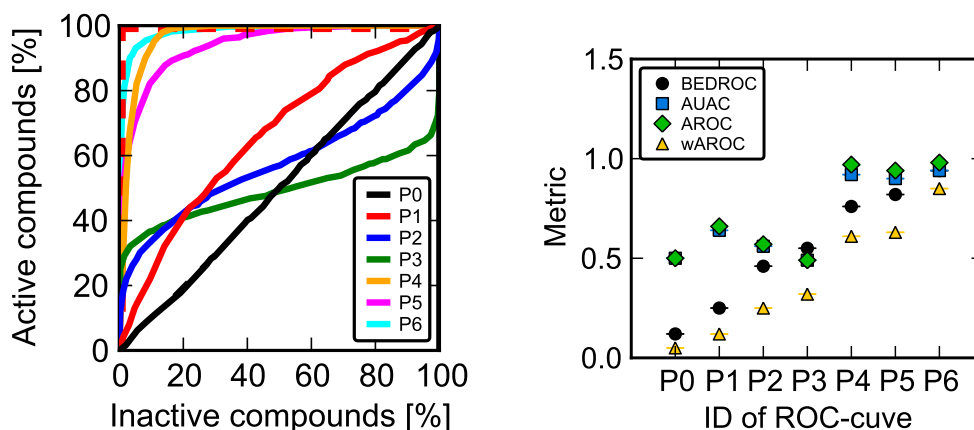 Active compounds [%]
100
80
60
40
20
0
0 20 40 60 80 100
Inactive compounds [%]
P0
P1
P2
P3
P4
P5
P6
Metric
1.5
1.0
0.5
0.0
BEDROC
AUAC
AROC
wAROC
P0 P1 P2 P3 P4 P5 P6
ID of ROC-cuve